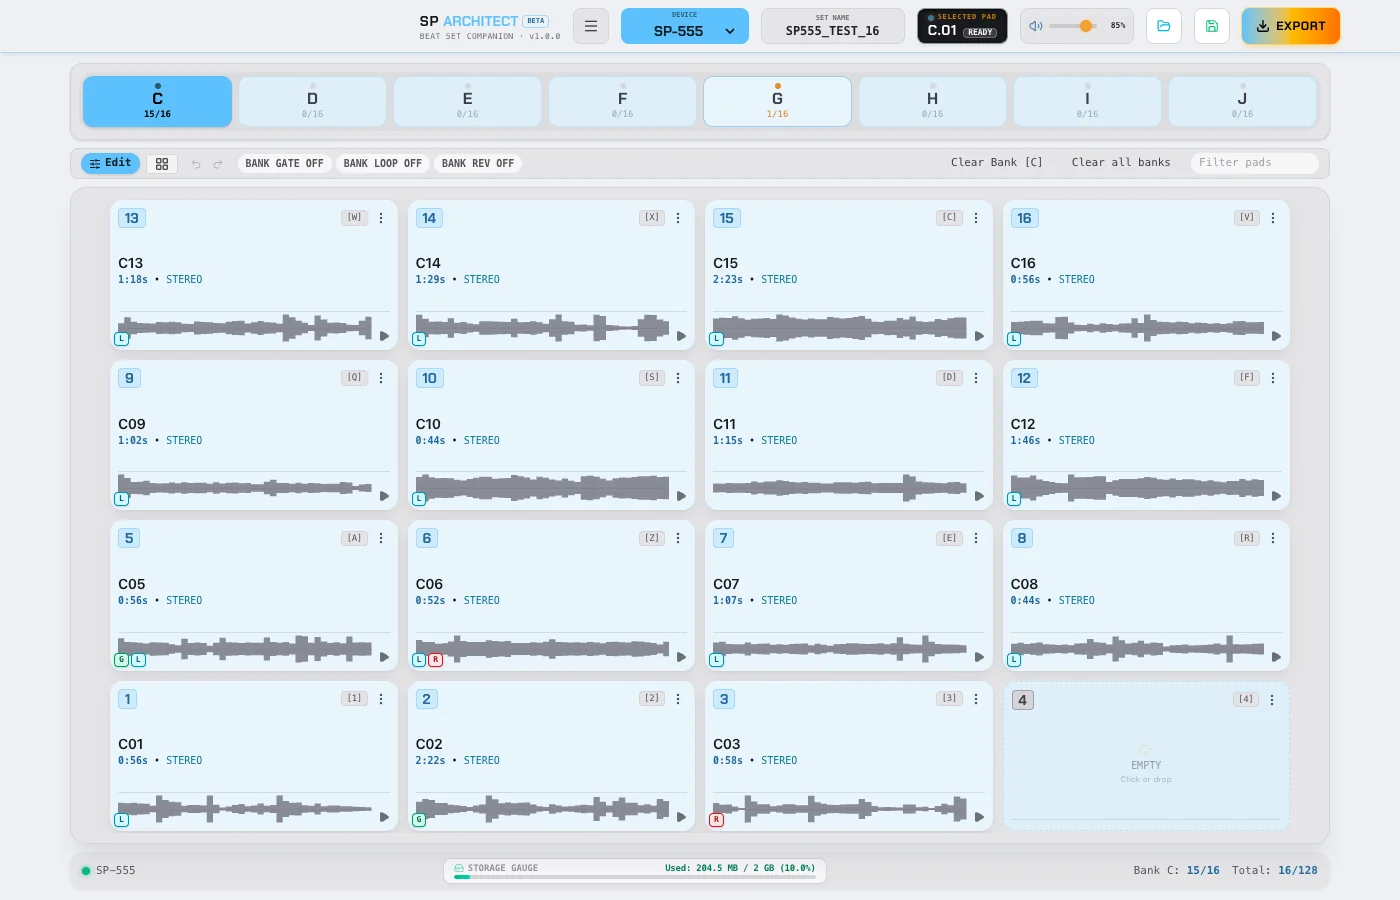 SP ARCHITECT BETA
BEAT SET COMPANION · v1.0.0
DEVICE
SP-555
SET NAME
SP555_TEST_16
SELECTED PAD
C.01 READY
85%
EXPORT
C
15/16
D
0/16
E
0/16
F
0/16
G
1/16
H
0/16
I
0/16
J
0/16
Edit
BANK GATE OFF
BANK LOOP OFF
BANK REV OFF
Clear Bank [C]
Clear all banks
Filter pads
13 [W]
C13
1:18s • STEREO
L
14 [X]
C14
1:29s • STEREO
L
15 [C]
C15
2:23s • STEREO
L
16 [V]
C16
0:56s • STEREO
L
9 [Q]
C09
1:02s • STEREO
L
10 [S]
C10
0:44s • STEREO
L
11 [D]
C11
1:15s • STEREO
12 [F]
C12
1:46s • STEREO
L
5 [A]
C05
0:56s • STEREO
G L
6 [Z]
C06
0:52s • STEREO
L R
7 [E]
C07
1:07s • STEREO
L
8 [R]
C08
0:44s • STEREO
L
1 [1]
C01
0:56s • STEREO
L
2 [2]
C02
2:22s • STEREO
G
3 [3]
C03
0:58s • STEREO
R
4 [4]
EMPTY
Click or drop
SP-555
STORAGE GAUGE
Used: 204.5 MB / 2 GB (10.0%)
Bank C: 15/16 Total: 16/128